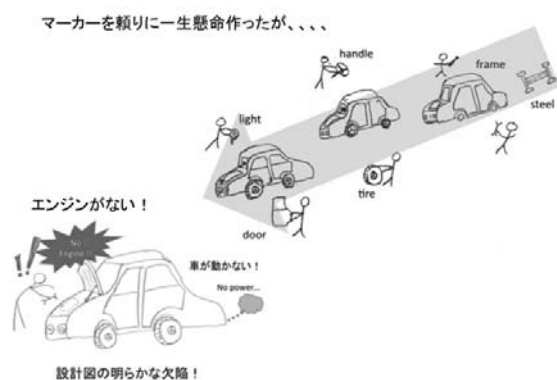 マーカーを頼りに一生懸命作ったが、、、、
handle
frame
steel
light
tire
door
エンジンがない！
No
Engine!!
車が動かない！
No power...
設計図の明らかな欠陥！